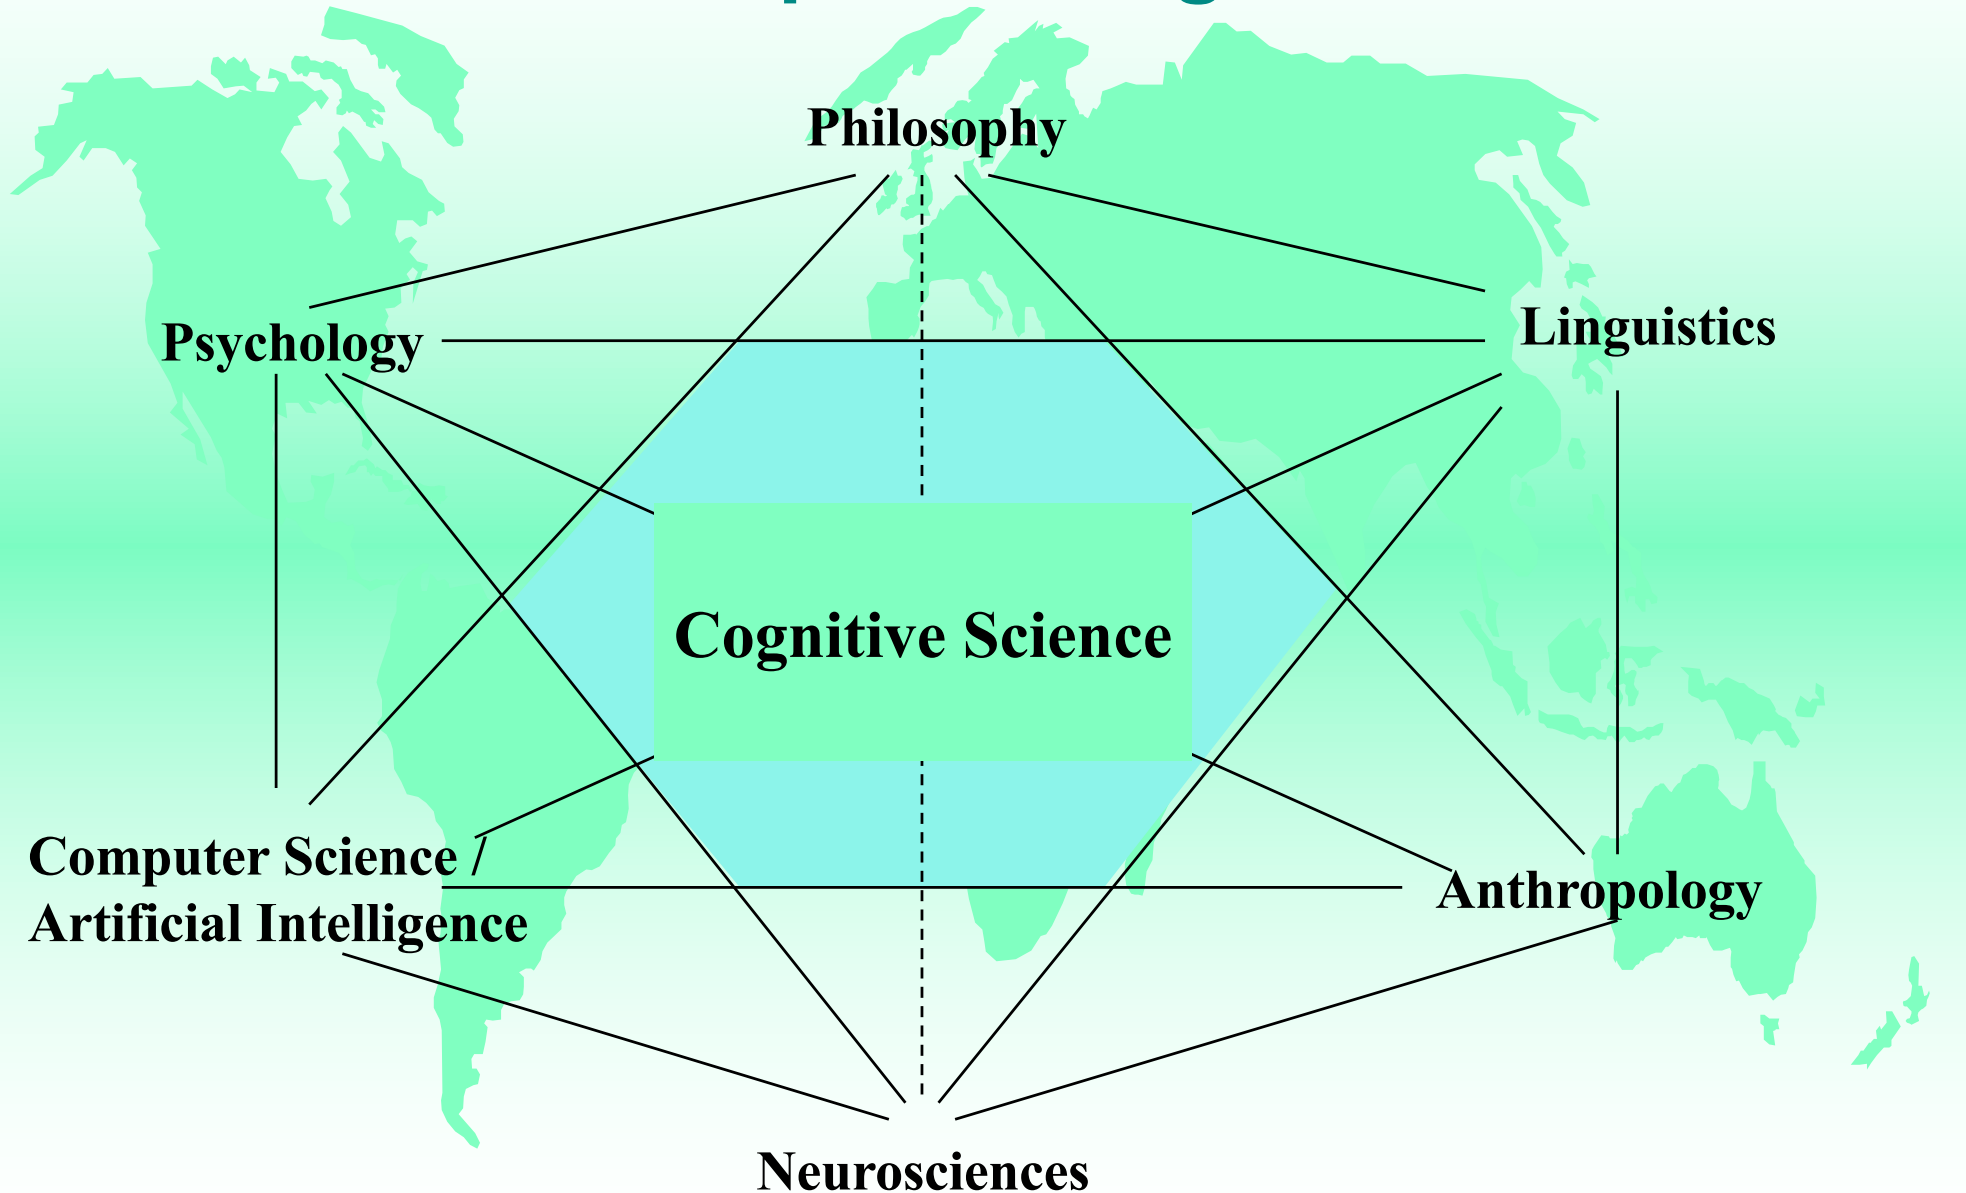 Philosophy
Psychology
Linguistics
Cognitive Science
Computer Science /
Artificial Intelligence
Anthropology
Neurosciences